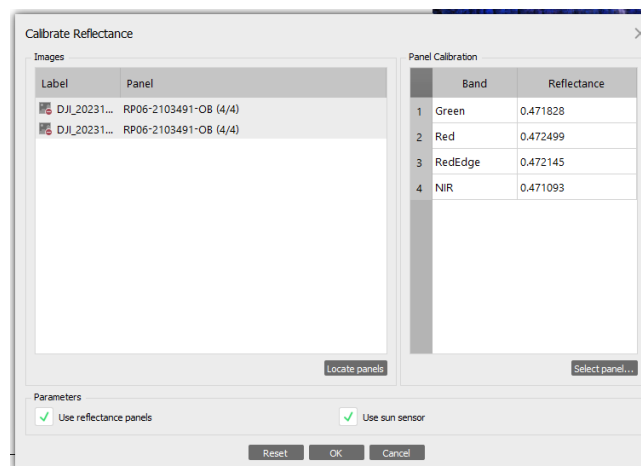 Calibrate Reflectance
Images
Label Panel
DJI_20231... RP06-2103491-OB (4/4)
DJI_20231... RP06-2103491-OB (4/4)
Locate panels
Panel Calibration
Band Reflectance
1 Green 0.471828
2 Red 0.472499
3 RedEdge 0.472145
4 NIR 0.471093
Select panel...
Parameters
Use reflectance panels Use sun sensor
Reset OK Cancel